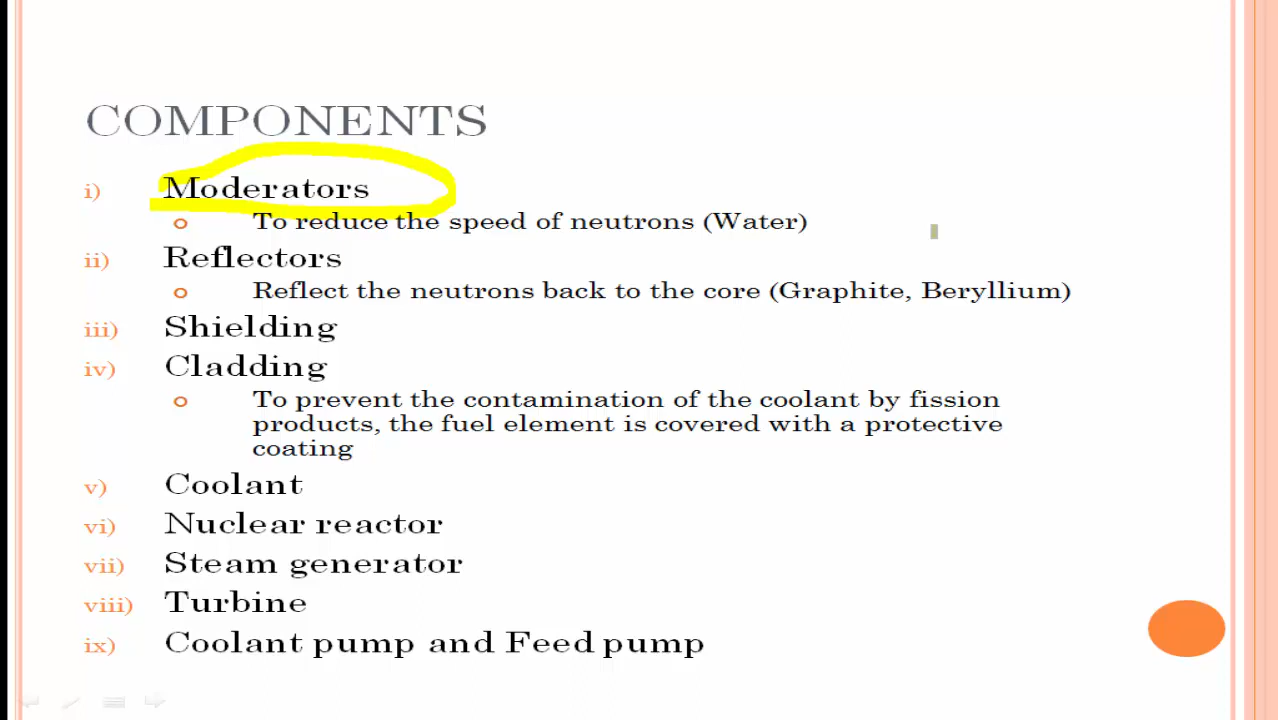 COMPONENTS
i) Moderators
o To reduce the speed of neutrons (Water)
ii) Reflectors
o Reflect the neutrons back to the core (Graphite, Beryllium)
iii) Shielding
iv) Cladding
o To prevent the contamination of the coolant by fission
products, the fuel element is covered with a protective
coating
v) Coolant
vi) Nuclear reactor
vii) Steam generator
viii) Turbine
ix) Coolant pump and Feed pump